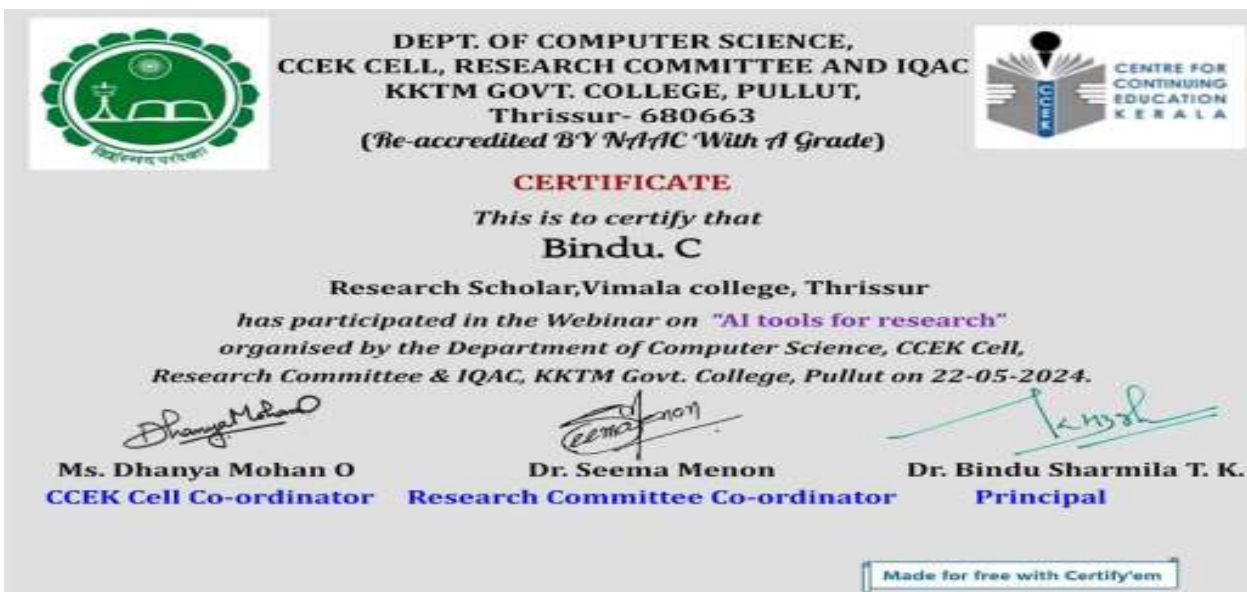 DEPT. OF COMPUTER SCIENCE,
CCEK CELL, RESEARCH COMMITTEE AND IQAC
KKTM GOVT. COLLEGE, PULLUT,
Thrissur- 680663
(Re-accredited BY NAAC With A Grade)
CCEK
CENTRE FOR
CONTINUING
EDUCATION
KERALA
CERTIFICATE
This is to certify that
Bindu. C
Research Scholar,Vimala college, Thrissur
has participated in the Webinar on "AI tools for research"
organised by the Department of Computer Science, CCEK Cell,
Research Committee & IQAC, KKTM Govt. College, Pullut on 22-05-2024.
Dhanya Mohan O
Seema Menon
Ms. Dhanya Mohan O Dr. Seema Menon Dr. Bindu Sharmila T. K.
CCEK Cell Co-ordinator Research Committee Co-ordinator Principal
Made for free with Certify'em